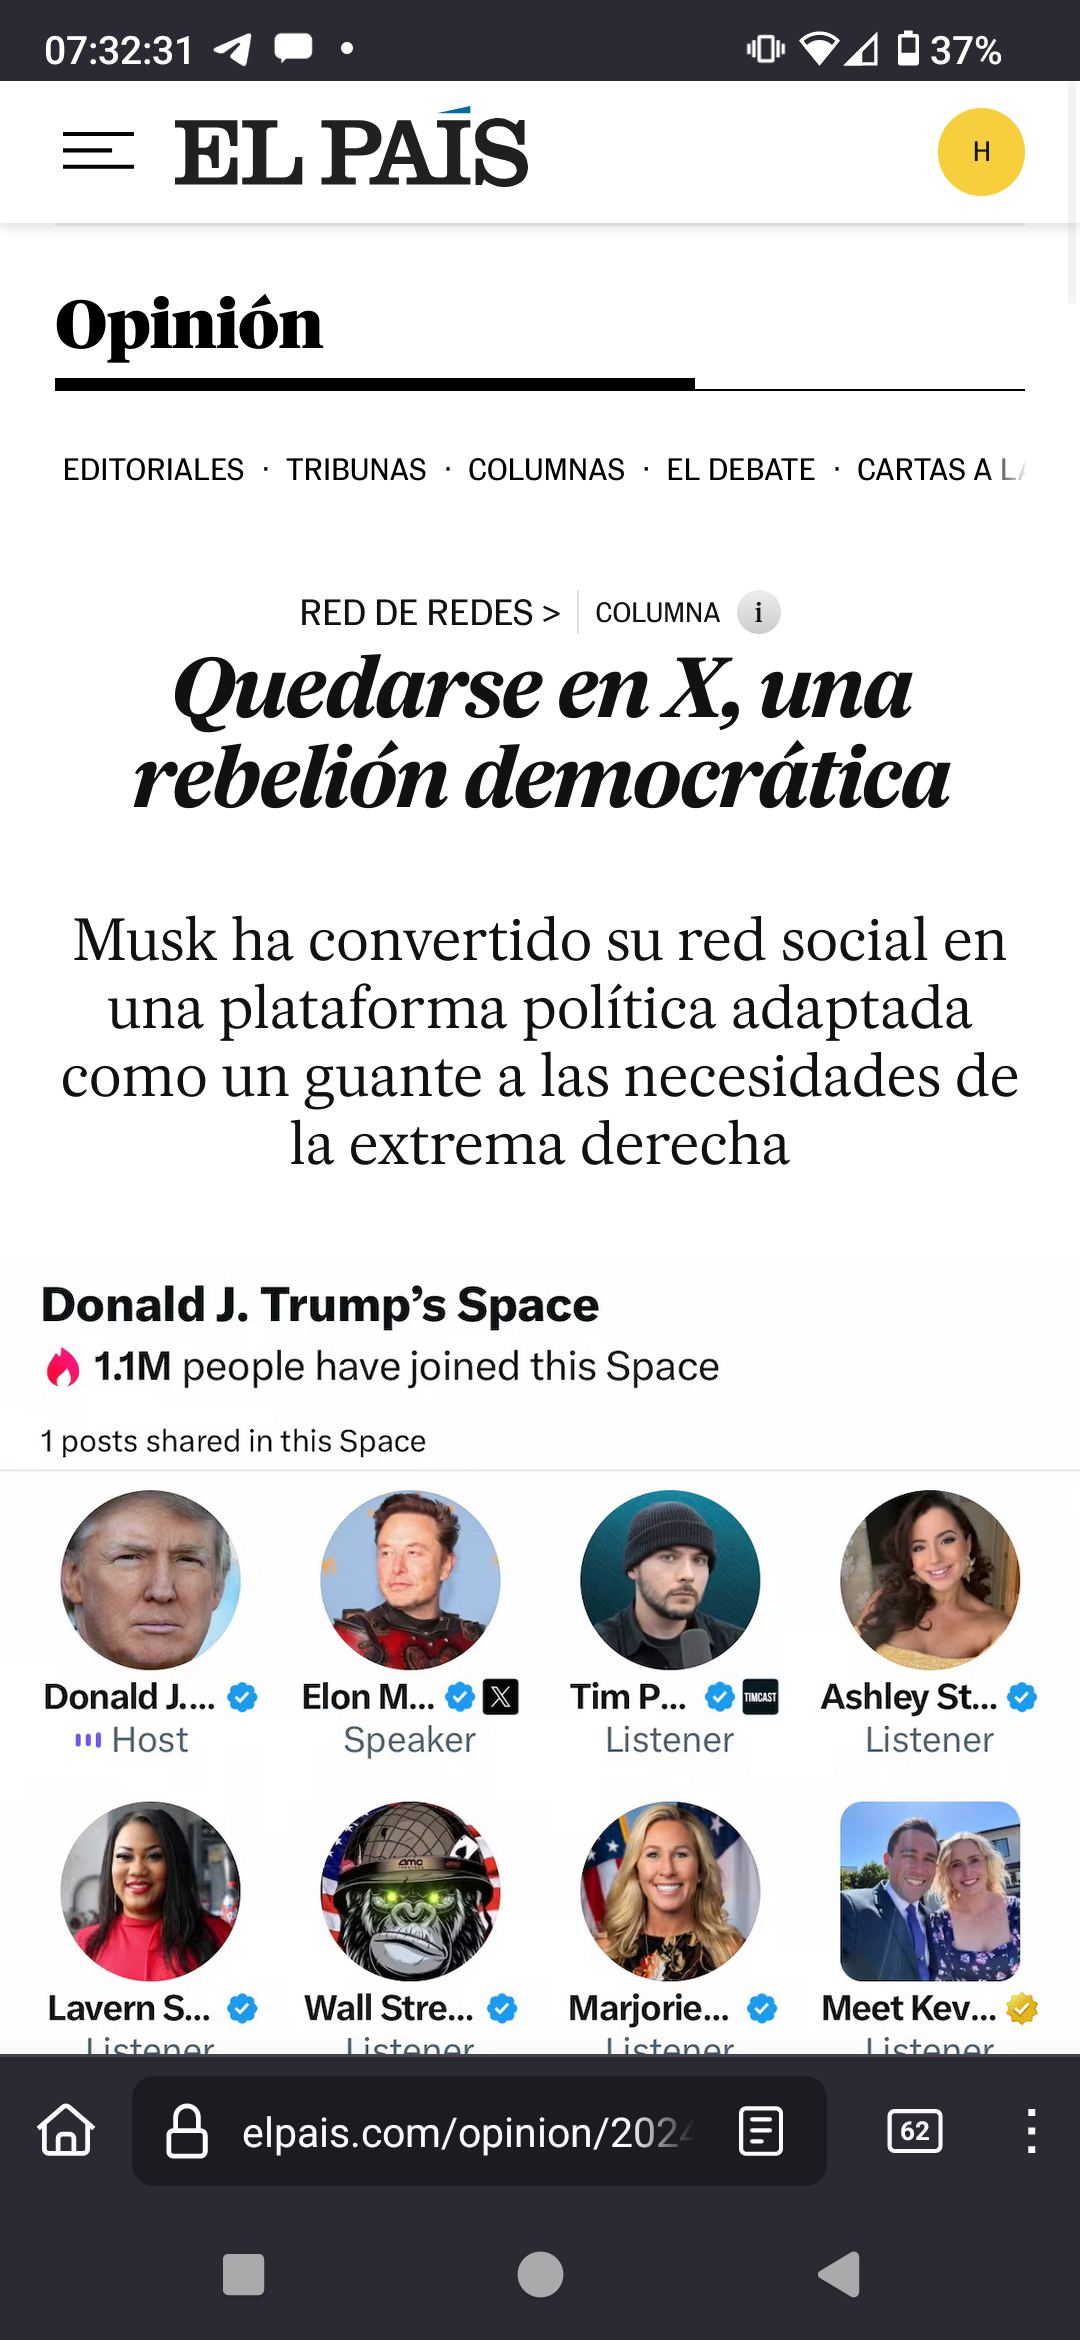 07:32:31
37%
EL PAÍS
H
Opinión
EDITORIALES · TRIBUNAS · COLUMNAS · EL DEBATE · CARTAS A LA
RED DE REDES > COLUMNA i
Quedarse en X, una
rebelión democrática
Musk ha convertido su red social en
una plataforma política adaptada
como un guante a las necesidades de
la extrema derecha
Donald J. Trump’s Space
1.1M people have joined this Space
1 posts shared in this Space
Donald J.... Elon M... Tim P... TIMCAST Ashley St...
Host Speaker Listener Listener
AMC
Lavern S... Wall Stre... Marjorie... Meet Kev...
Listener Listener Listener Listener
elpais.com/opinion/2024
62